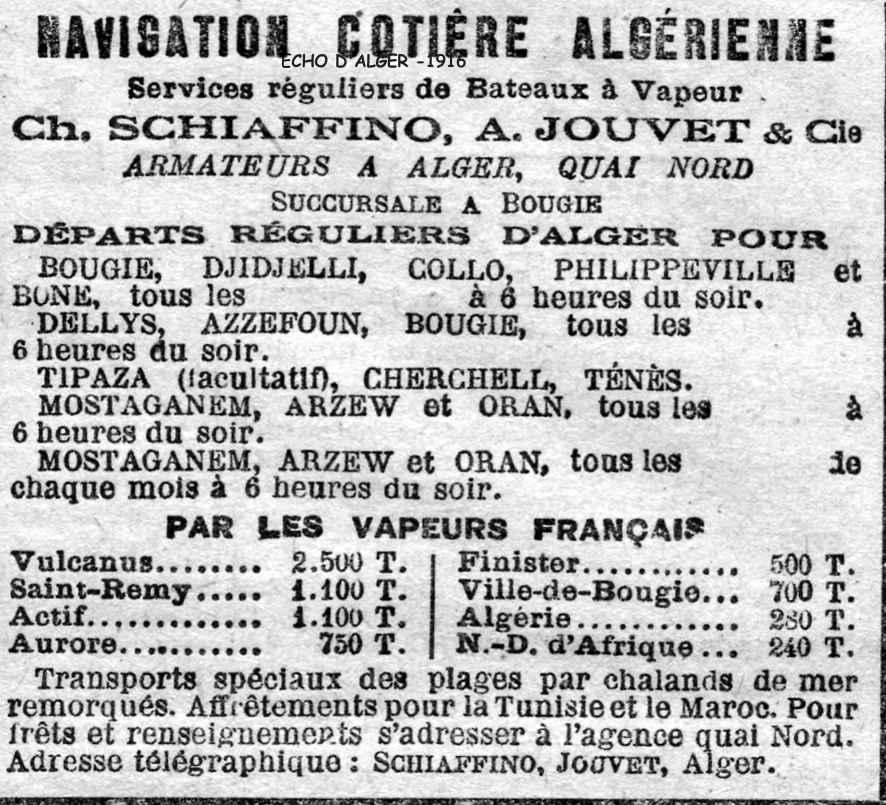 NAVIGATION COTIÈRE ALGÉRIENNE
ECHO D'ALGER -1916
Services réguliers de Bateaux à Vapeur
Ch. SCHIAFFINO, A. JOUVET & Cie
ARMATEURS A ALGER, QUAI NORD
SUCCURSALE A BOUGIE
DÉPARTS RÉGULIERS D'ALGER POUR
BOUGIE, DJIDJELLI, COLLO, PHILIPPEVILLE et
BONE, tous les à 6 heures du soir.
DELLYS, AZZEFOUN, BOUGIE, tous les à
6 heures du soir.
TIPAZA (facultatif), CHERCHELL, TÉNÈS.
MOSTAGANEM, ARZEW et ORAN, tous les à
6 heures du soir.
MOSTAGANEM, ARZEW et ORAN, tous les de
chaque mois à 6 heures du soir.
PAR LES VAPEURS FRANÇAIS
Vulcanus........ 2.500 T. | Finister............ 500 T.
Saint-Remy..... 1.100 T. | Ville-de-Bougie... 700 T.
Actif............. 1.100 T. | Algérie............ 280 T.
Aurore........... 750 T. | N.-D. d'Afrique... 240 T.
Transports spéciaux des plages par chalands de mer
remorqués. Affrêtements pour la Tunisie et le Maroc. Pour
frêts et renseignements s'adresser à l'agence quai Nord.
Adresse télégraphique : SCHIAFFINO, JOUVET, Alger.